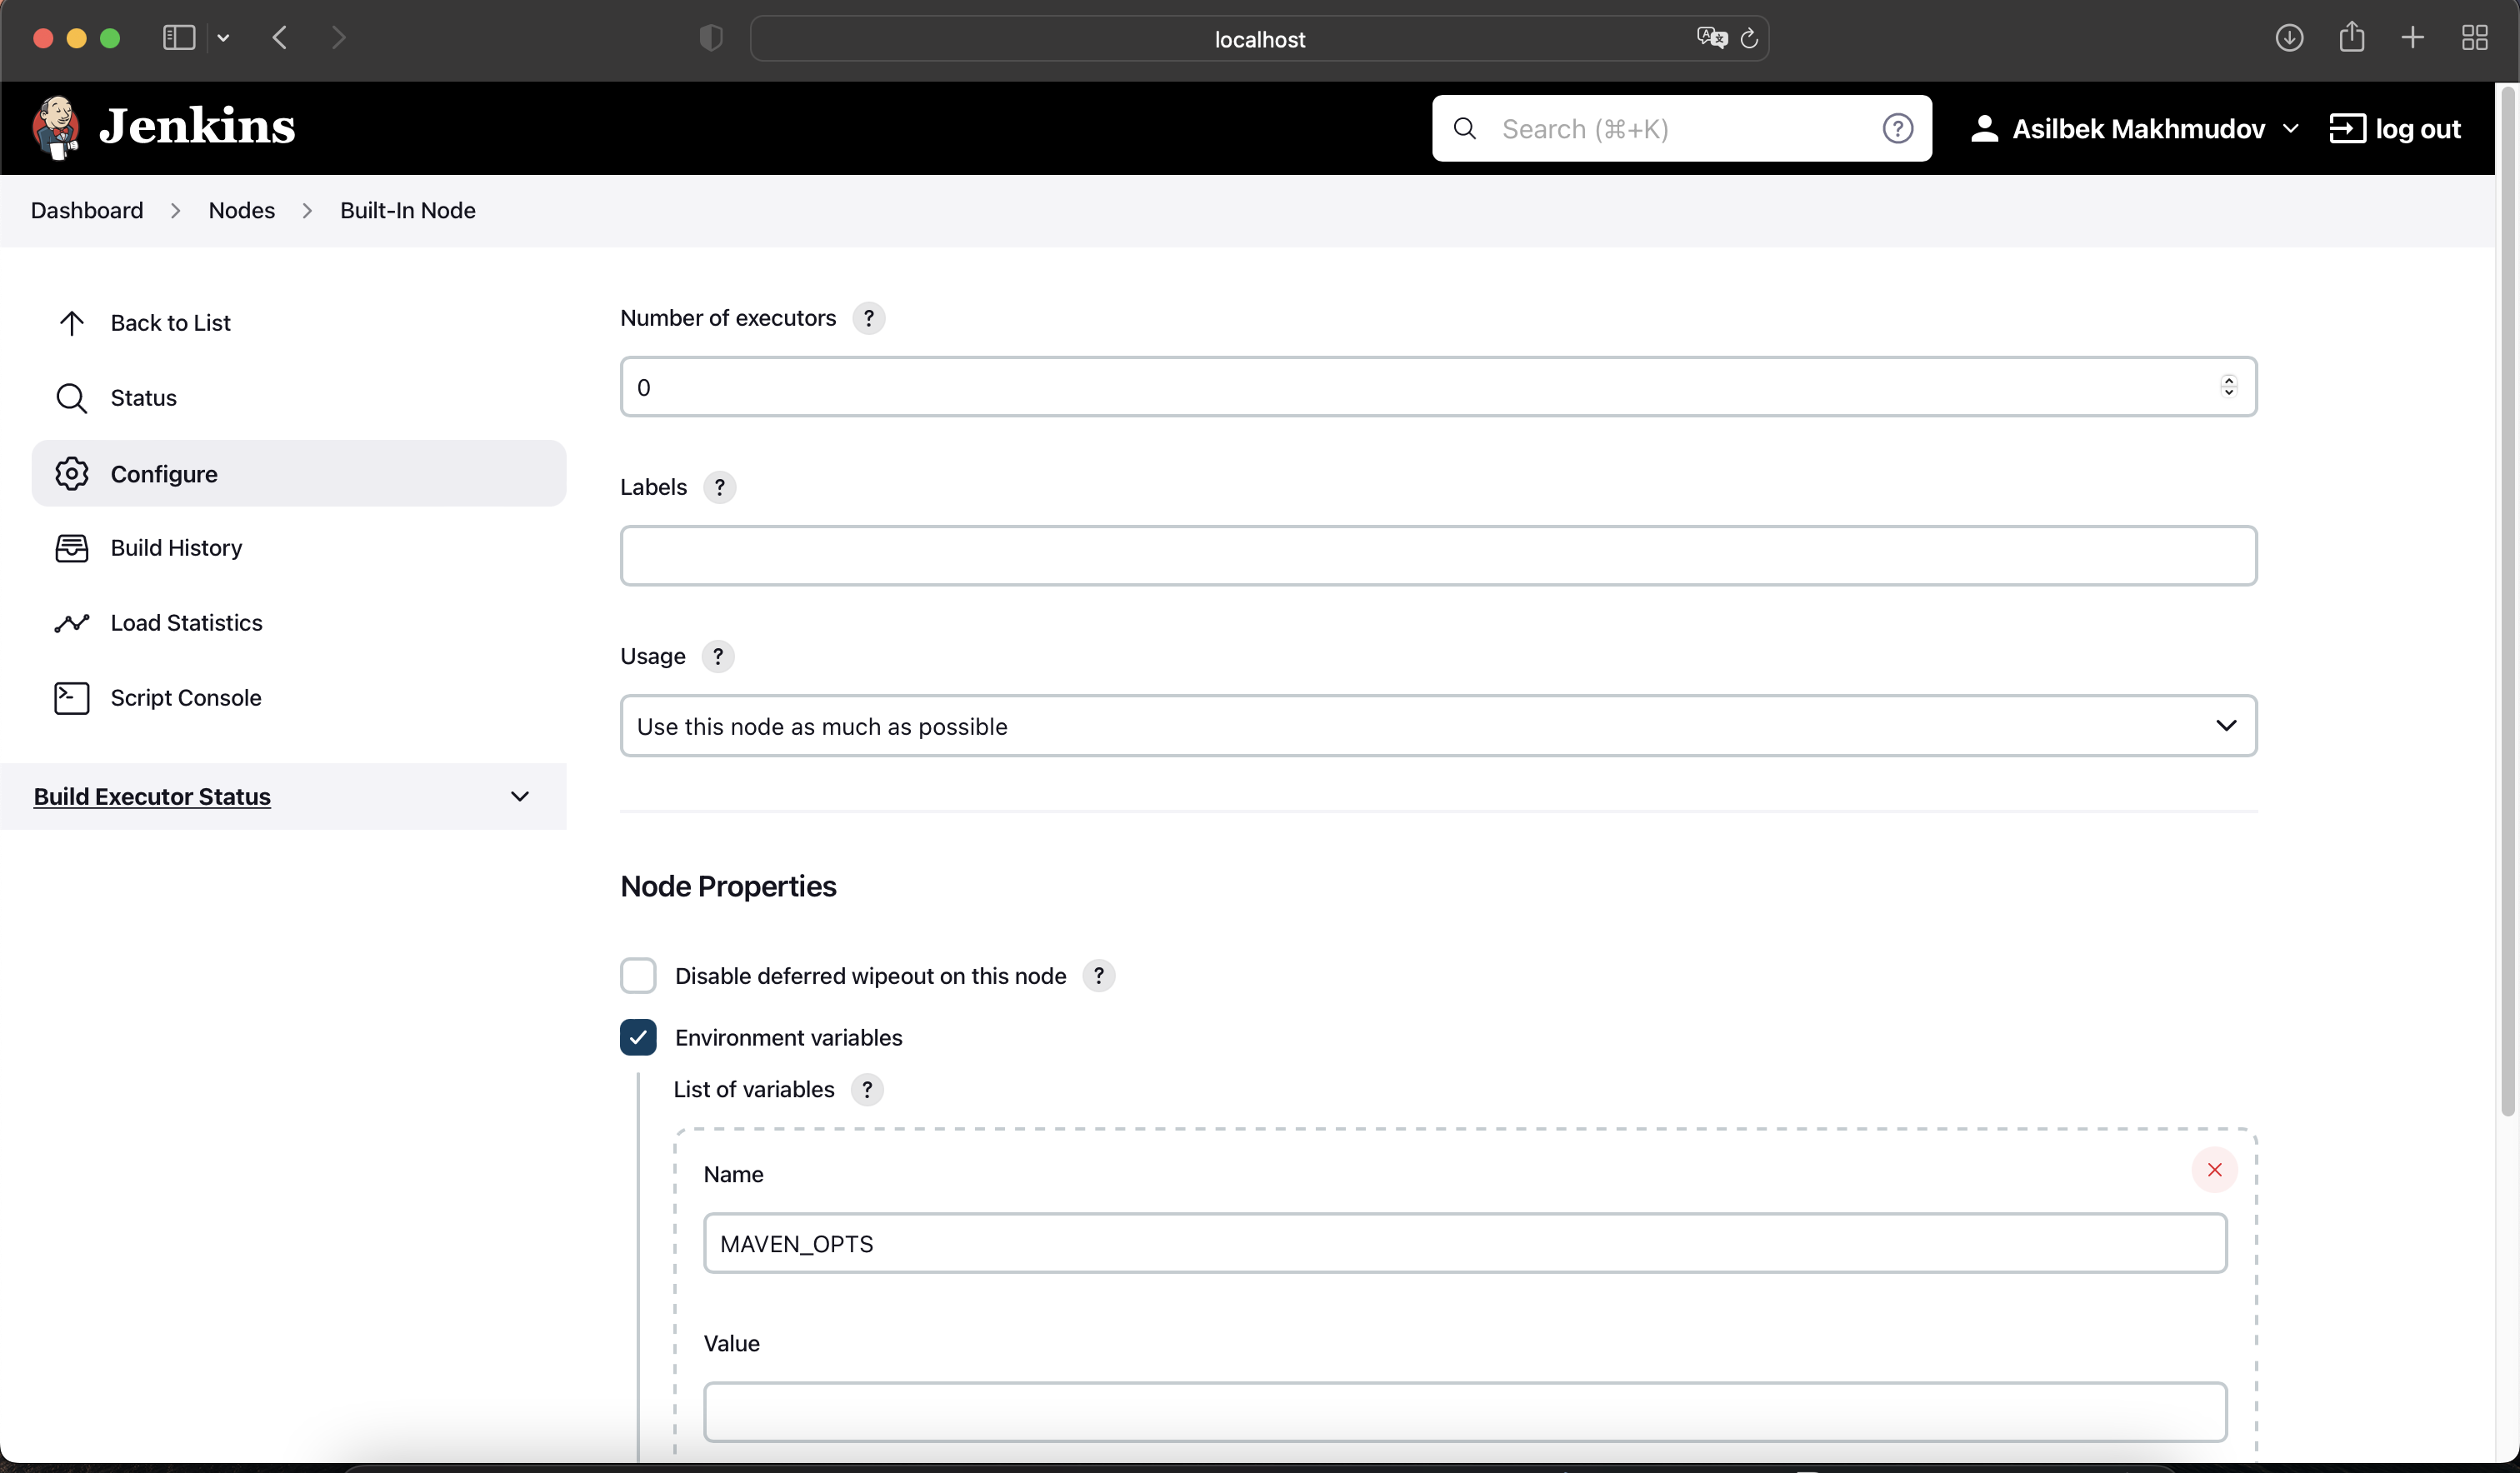 localhost
Jenkins
Search (⌘+K)
Asilbek Makhmudov
log out
Dashboard
Nodes
Built-In Node
Back to List
Status
Configure
Build History
Load Statistics
Script Console
Build Executor Status
Number of executors ?
0
Labels ?
Usage ?
Use this node as much as possible
Node Properties
Disable deferred wipeout on this node ?
Environment variables
List of variables ?
Name
MAVEN_OPTS
Value